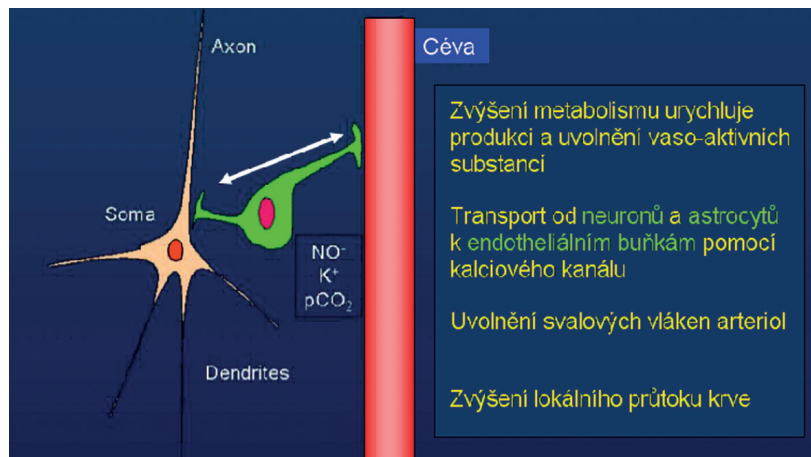 Axon
Céva
Soma
NO⁻
K⁺
pCO₂
Dendrites
Zvýšení metabolismu urychluje
produkci a uvolnění vaso-aktivních
substancí
Transport od neuronů a astrocytů
k endotheliálním buňkám pomocí
kalciového kanálu
Uvolnění svalových vláken arteriol
Zvýšení lokálního průtoku krve